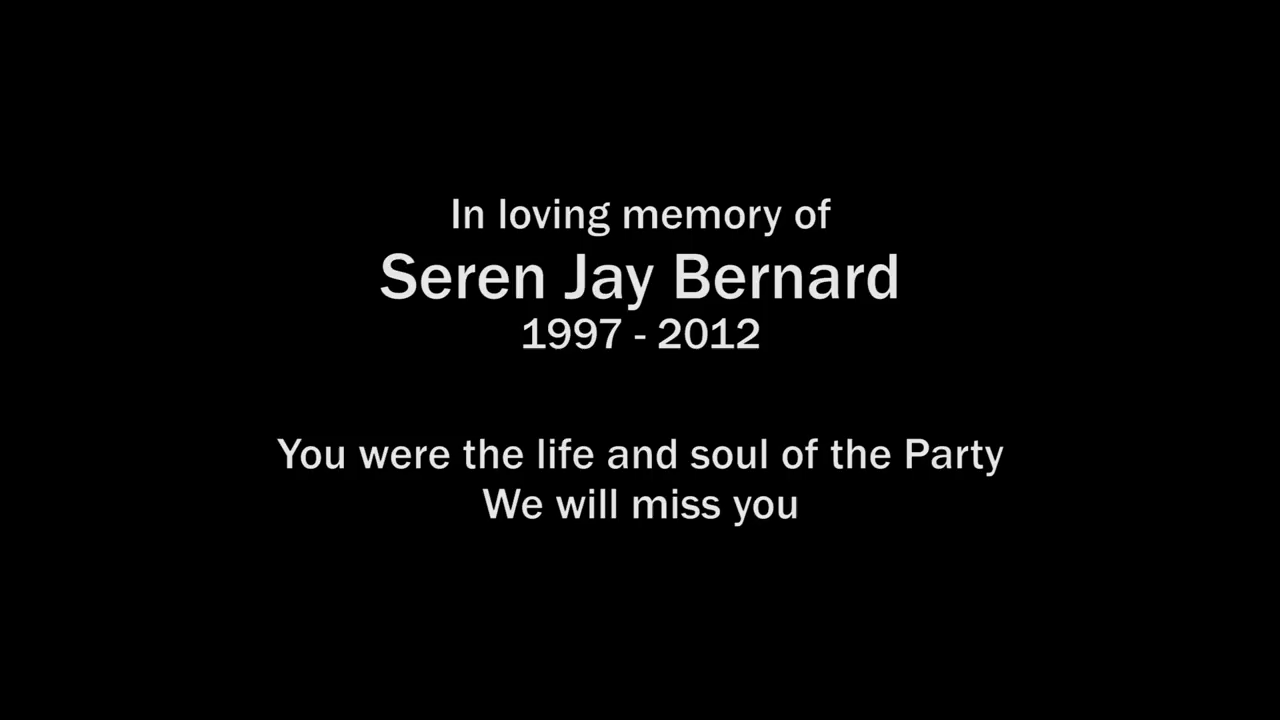 In loving memory of
Seren Jay Bernard
1997 - 2012
You were the life and soul of the Party
We will miss you